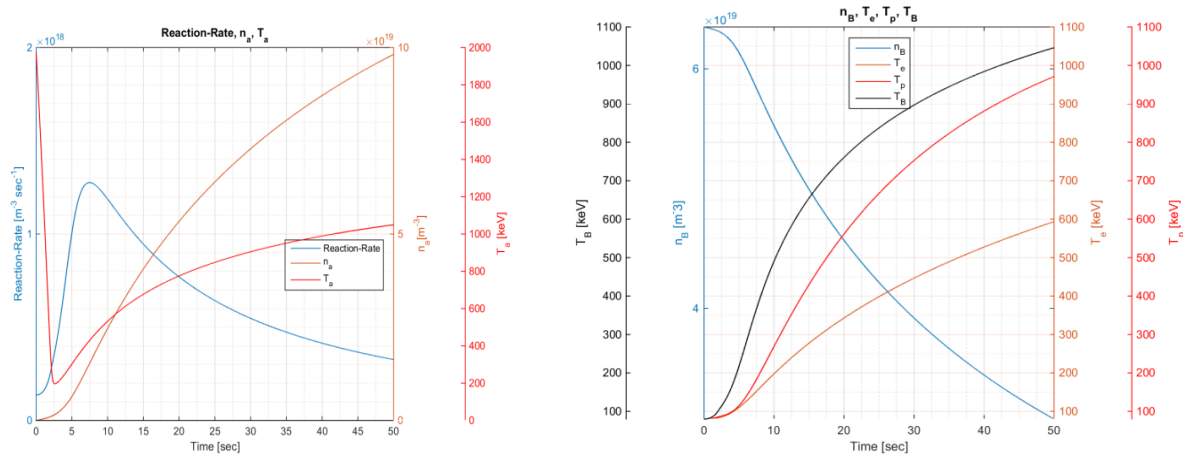 Reaction-Rate, n_a, T_a
×10^18
×10^19
2
1
0
Reaction-Rate [m^-3 sec^-1]
10
5
0
n_a [m^-3]
2000
1800
1600
1400
1200
1000
800
600
400
200
0
T_a [keV]
Reaction-Rate
n_a
T_a
0 5 10 15 20 25 30 35 40 45 50
Time [sec]
n_B, T_e, T_p, T_B
×10^19
1100
1000
900
800
700
600
500
400
300
200
100
T_B [keV]
6
4
n_B [m^-3]
n_B
T_e
T_p
T_B
1100
1000
900
800
700
600
500
400
300
200
100
T_e [keV]
1100
1000
900
800
700
600
500
400
300
200
100
T_p [keV]
0 10 20 30 40 50
Time [sec]